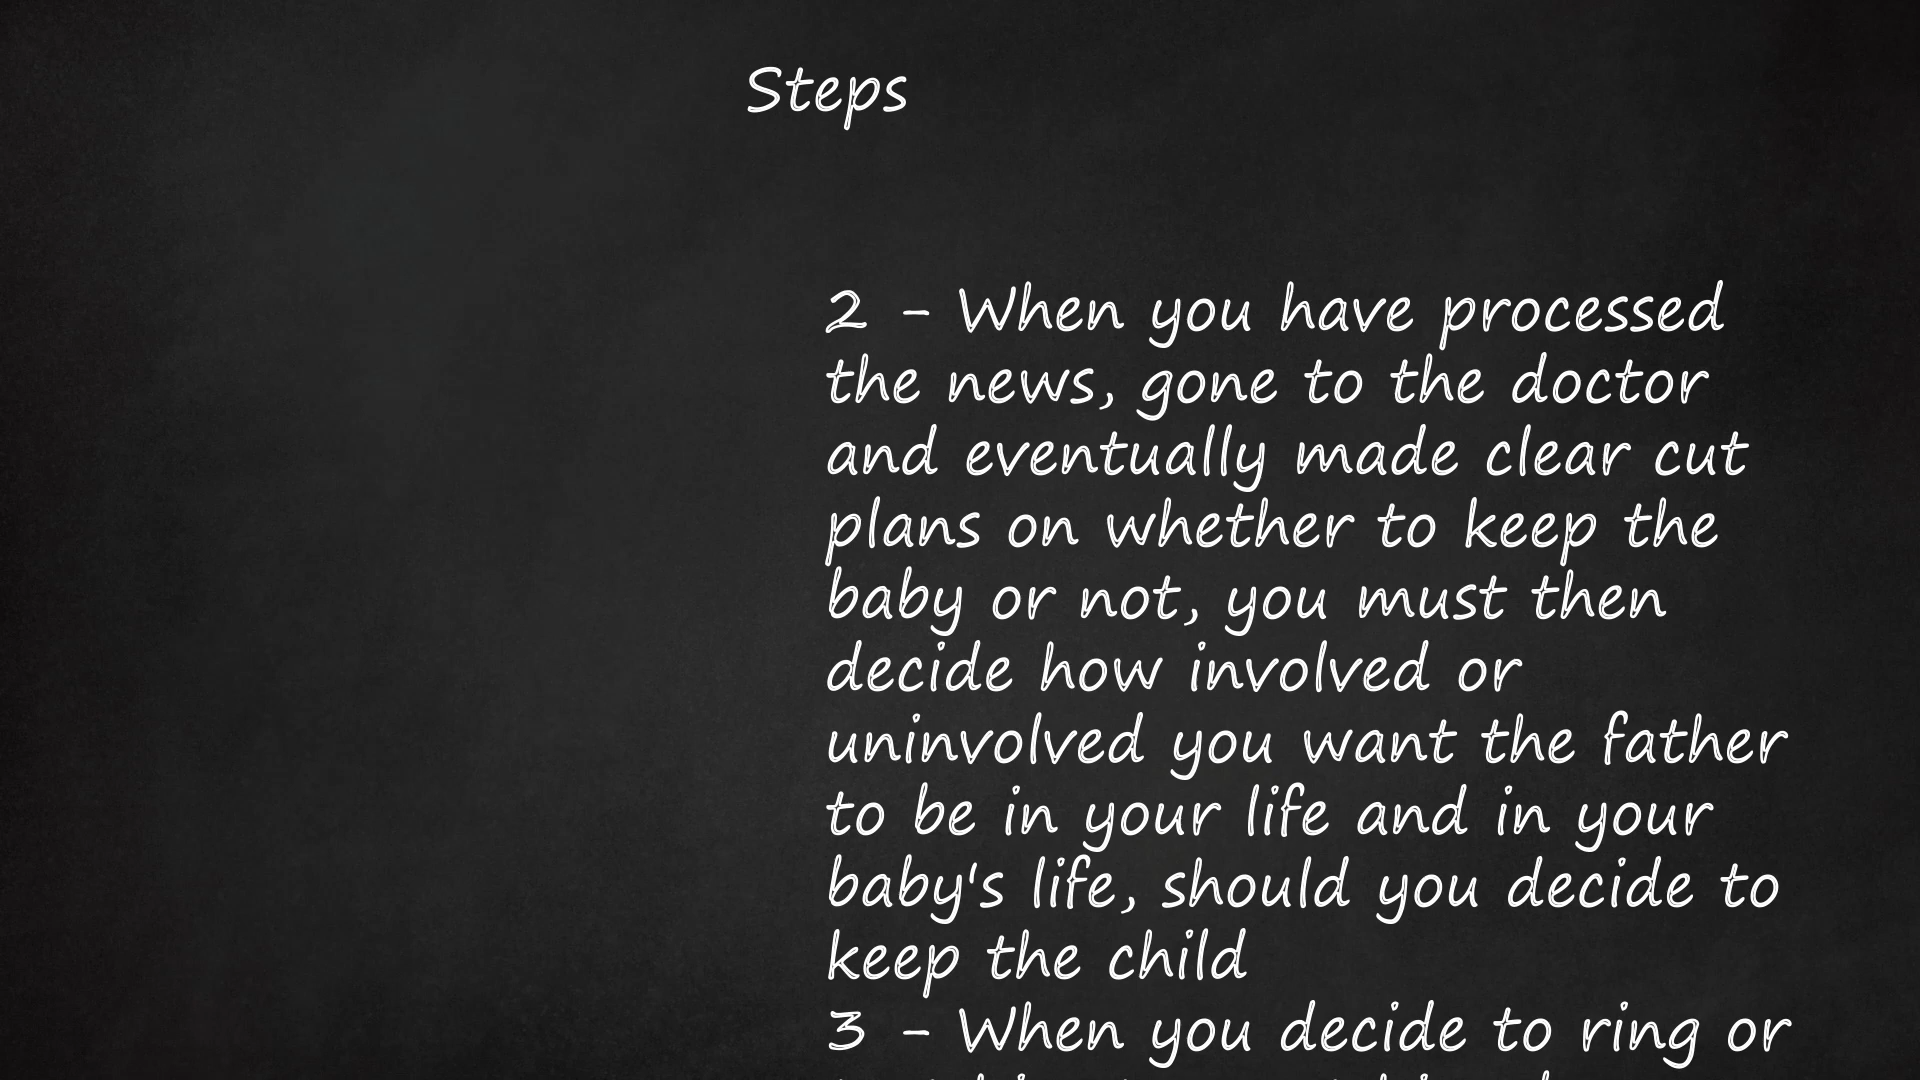 Steps
2 - When you have processed
the news, gone to the doctor
and eventually made clear cut
plans on whether to keep the
baby or not, you must then
decide how involved or
uninvolved you want the father
to be in your life and in your
baby's life, should you decide to
keep the child
3 - When you decide to ring or